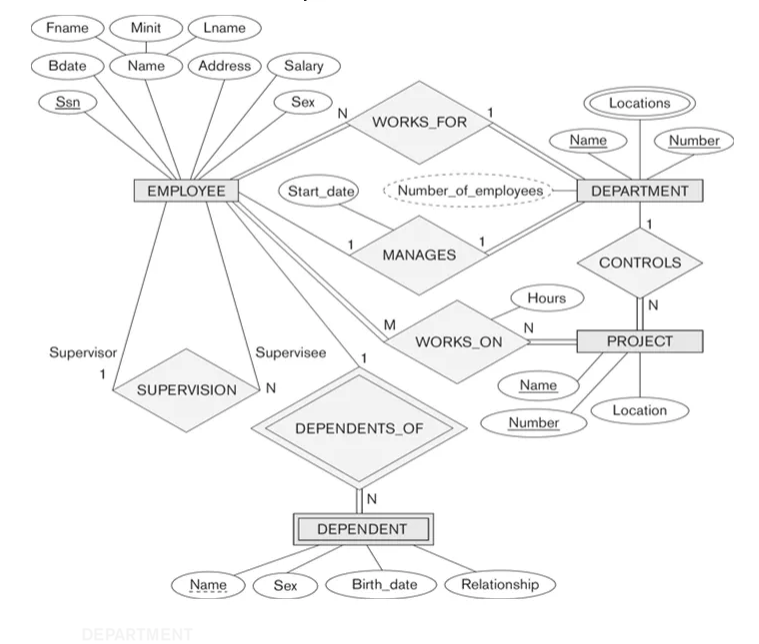 Fname
Minit
Lname
Bdate
Name
Address
Salary
Ssn
Sex
N
WORKS_FOR
1
Locations
Name
Number
EMPLOYEE
Start_date
Number_of_employees
DEPARTMENT
1
MANAGES
1
1
CONTROLS
N
Hours
M
WORKS_ON
N
PROJECT
Supervisor
Supervisee
1
1
SUPERVISION
N
Name
Number
Location
DEPENDENTS_OF
N
DEPENDENT
Name
Sex
Birth_date
Relationship
DEPARTMENT